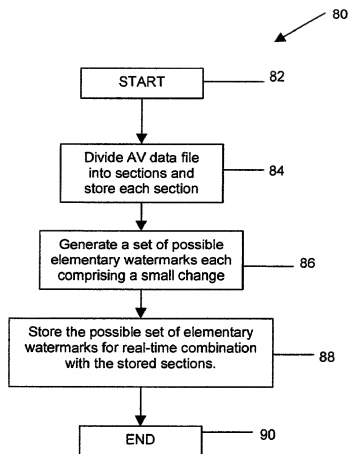 80
START
82
Divide AV data file
into sections and
store each section
84
Generate a set of possible
elementary watermarks each
comprising a small change
86
Store the possible set of elementary
watermarks for real-time combination
with the stored sections.
88
END
90